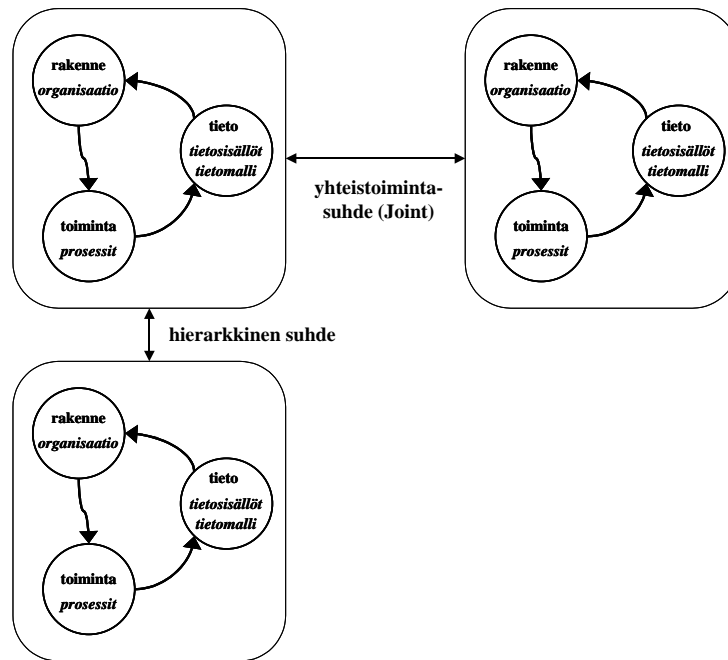 rakenne
organisaatio
tieto
tietosisällöt
tietomalli
toiminta
prosessit
yhteistoiminta-
suhde (Joint)
rakenne
organisaatio
tieto
tietosisällöt
tietomalli
toiminta
prosessit
hierarkkinen suhde
rakenne
organisaatio
tieto
tietosisällöt
tietomalli
toiminta
prosessit